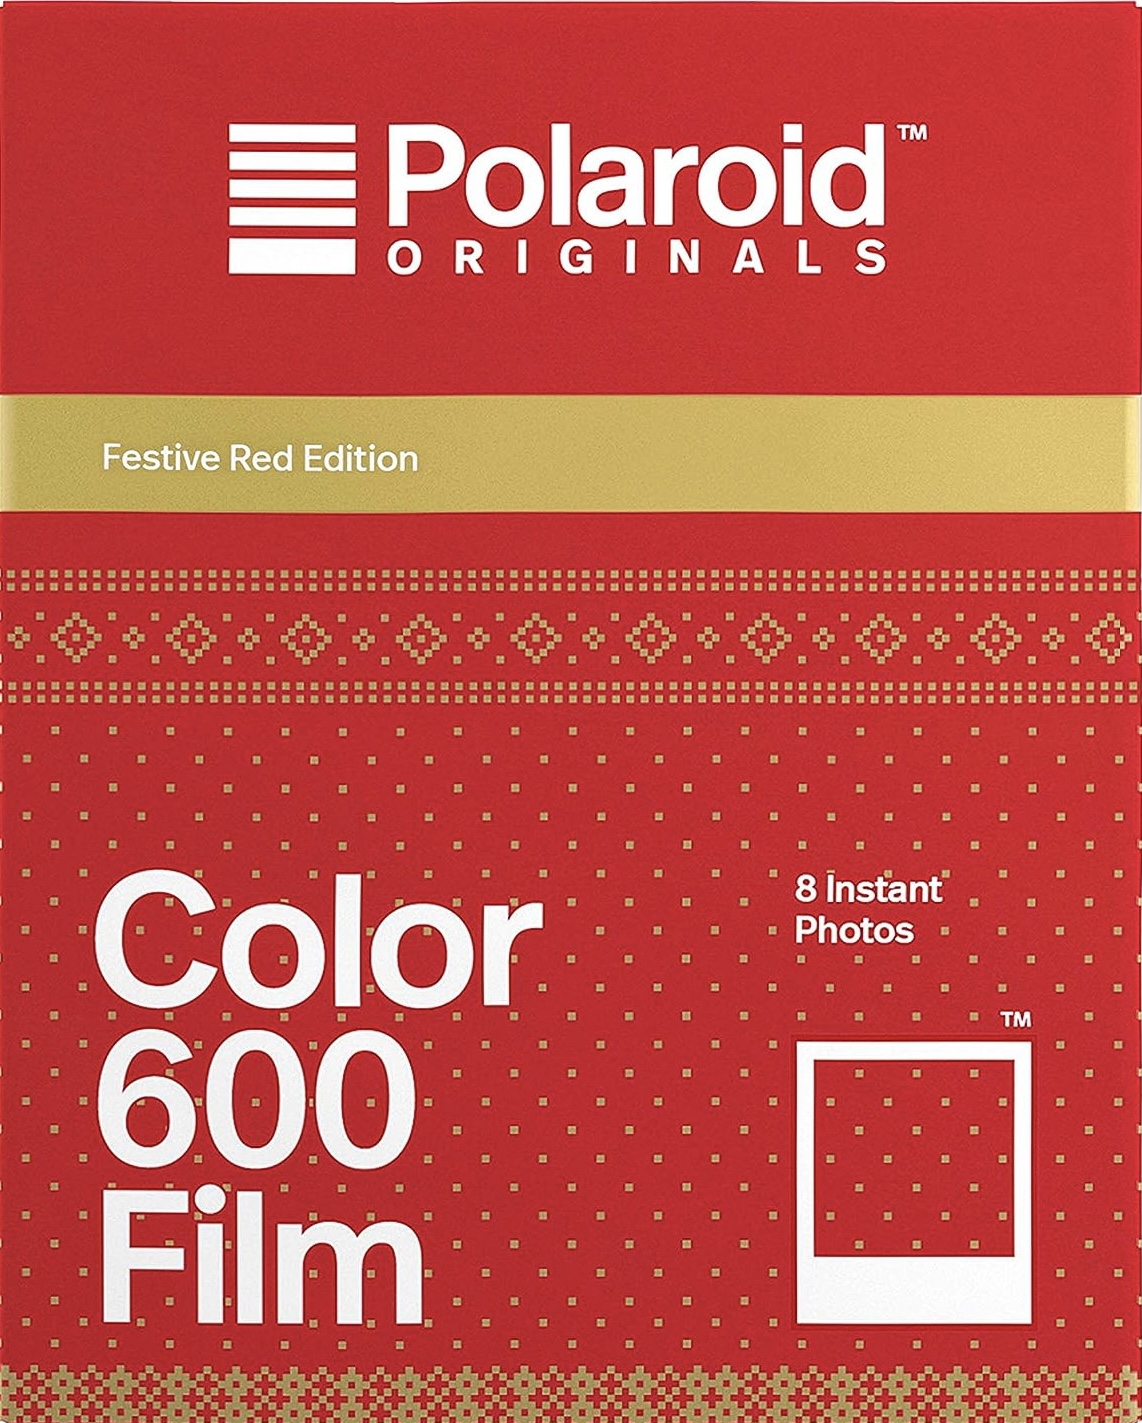 Polaroid™
ORIGINALS
Festive Red Edition
8 Instant
Photos
Color
600
Film
™